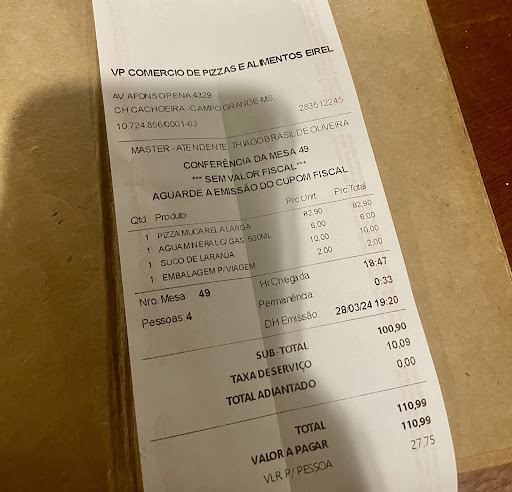 VP COMERCIO DE PIZZAS E ALIMENTOS EIREL
AV AFONSO PENA 4329
CH CACHOEIRA - CAMPO GRANDE-MS
10.724.856/0001-63 283512245
MASTER - ATENDENTE: THIAGO BRASIL DE OLIVEIRA
CONFERÊNCIA DA MESA 49
*** SEM VALOR FISCAL ***
AGUARDE A EMISSÃO DO CUPOM FISCAL
Qtd Produto Prc Unit Prc Total
1 PIZZA MUCARELA LARGA 82,90 82,90
1 AGUA MINERAL C/ GAS 500ML 6,00 6,00
1 SUCO DE LARANJA 10,00 10,00
1 EMBALAGEM P/ VIAGEM 2,00 2,00
Nro. Mesa: 49 Hr Chegada 18:47
Pessoas: 4 Permanência: 0:33
DH Emissão: 28/03/24 19:20
SUB-TOTAL 100,90
TAXA DE SERVIÇO 10,09
TOTAL ADIANTADO 0,00
TOTAL 110,99
VALOR A PAGAR 110,99
VLR P/ PESSOA 27,75